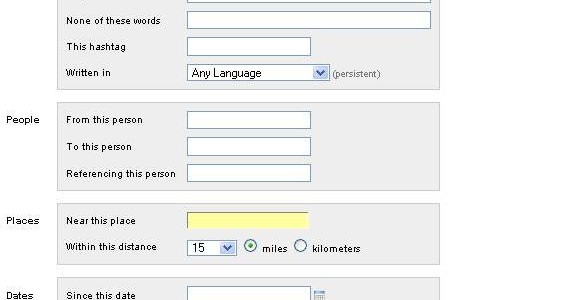 None of these words
This hashtag
Written in Any Language (persistent)
People From this person
To this person
Referencing this person
Places Near this place
Within this distance 15 miles kilometers
Dates Since this date